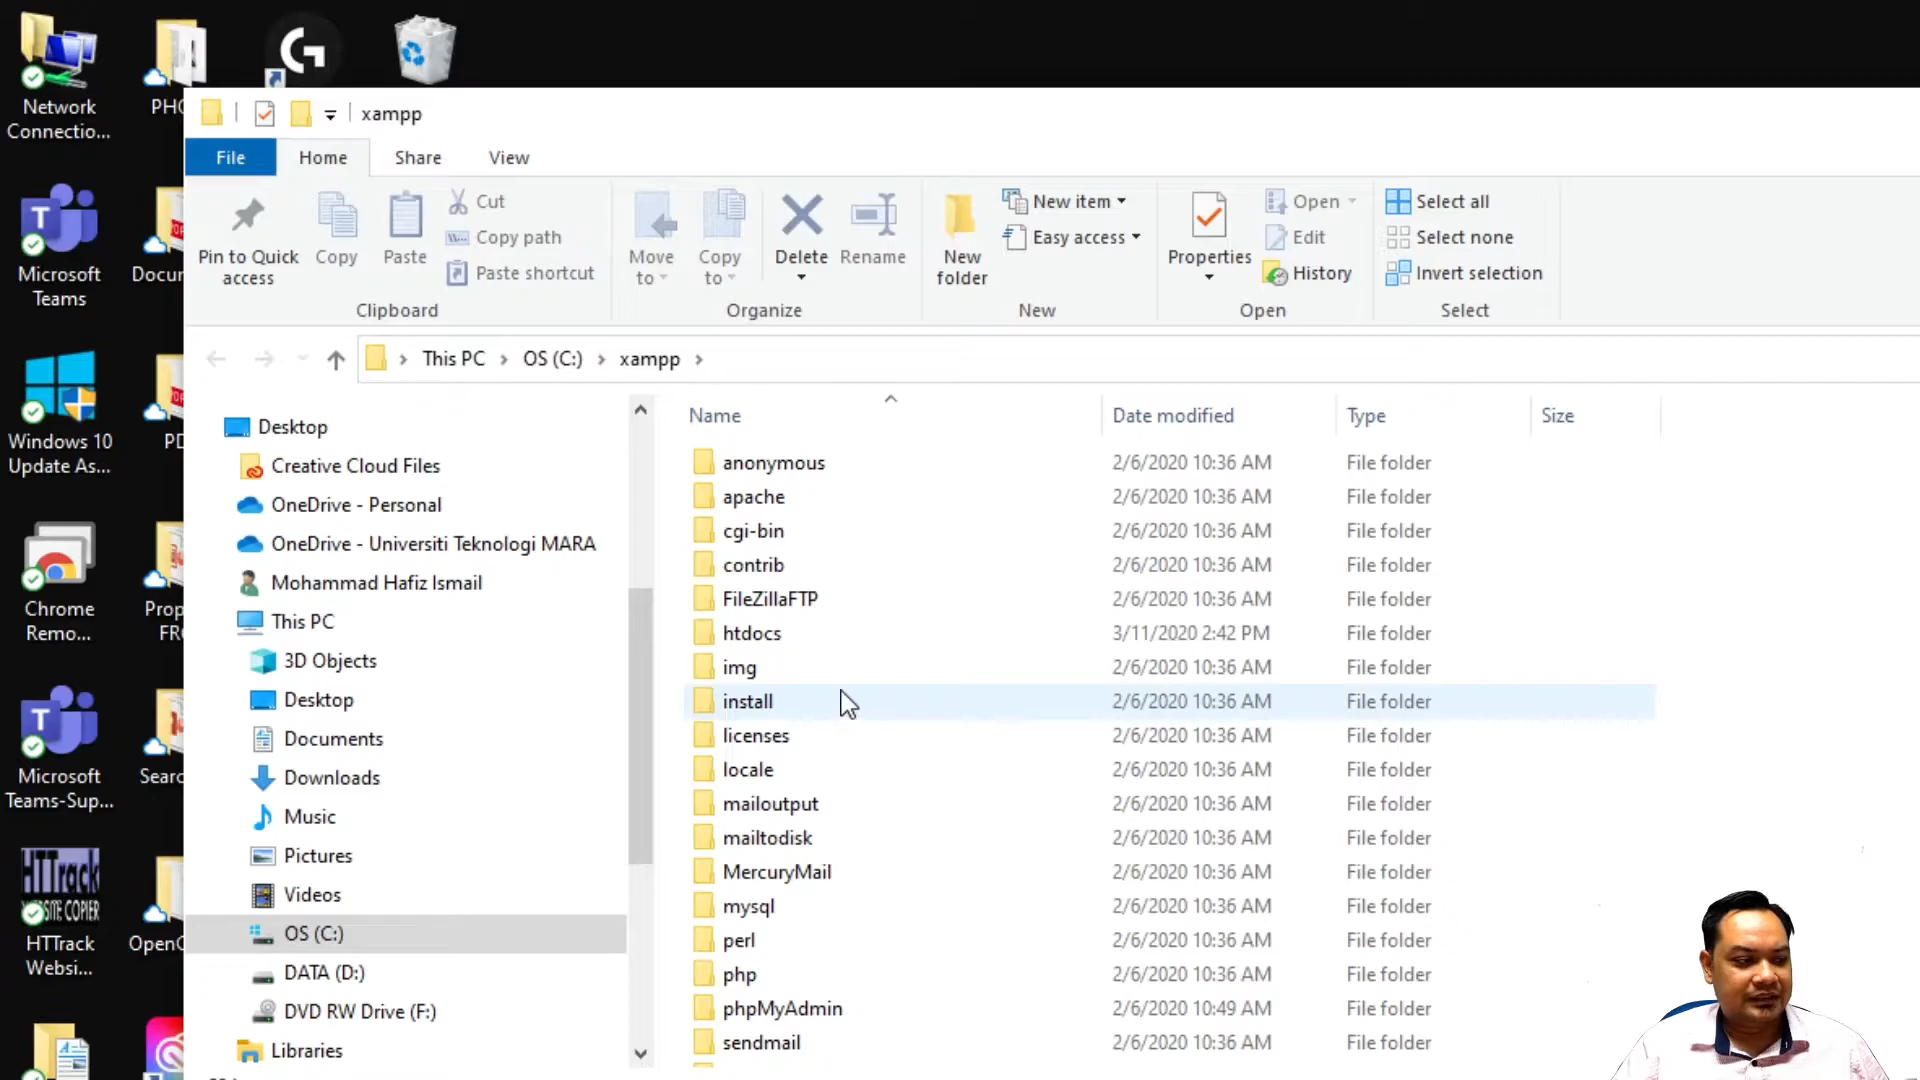 Network
Connectio...
Microsoft
Teams
Windows 10
Update As...
Chrome
Remo...
Microsoft
Teams-Sup...
HTTrack
WEBSITE COPIER
HTTrack
Websi...
PHO
Docum
PD
Prop
FR
Searc
OpenC
xampp
File
Home
Share
View
Pin to Quick
access
Copy
Paste
Cut
Copy path
Paste shortcut
Clipboard
Move
to
Copy
to
Delete
Rename
Organize
New
folder
New item
Easy access
New
Properties
Open
Edit
History
Open
Select all
Select none
Invert selection
Select
This PC
OS (C:)
xampp
Desktop
Creative Cloud Files
OneDrive - Personal
OneDrive - Universiti Teknologi MARA
Mohammad Hafiz Ismail
This PC
3D Objects
Desktop
Documents
Downloads
Music
Pictures
Videos
OS (C:)
DATA (D:)
DVD RW Drive (F:)
Libraries
Name Date modified Type Size
anonymous 2/6/2020 10:36 AM File folder
apache 2/6/2020 10:36 AM File folder
cgi-bin 2/6/2020 10:36 AM File folder
contrib 2/6/2020 10:36 AM File folder
FileZillaFTP 2/6/2020 10:36 AM File folder
htdocs 3/11/2020 2:42 PM File folder
img 2/6/2020 10:36 AM File folder
install 2/6/2020 10:36 AM File folder
licenses 2/6/2020 10:36 AM File folder
locale 2/6/2020 10:36 AM File folder
mailoutput 2/6/2020 10:36 AM File folder
mailtodisk 2/6/2020 10:36 AM File folder
MercuryMail 2/6/2020 10:36 AM File folder
mysql 2/6/2020 10:36 AM File folder
perl 2/6/2020 10:36 AM File folder
php 2/6/2020 10:36 AM File folder
phpMyAdmin 2/6/2020 10:49 AM File folder
sendmail 2/6/2020 10:36 AM File folder